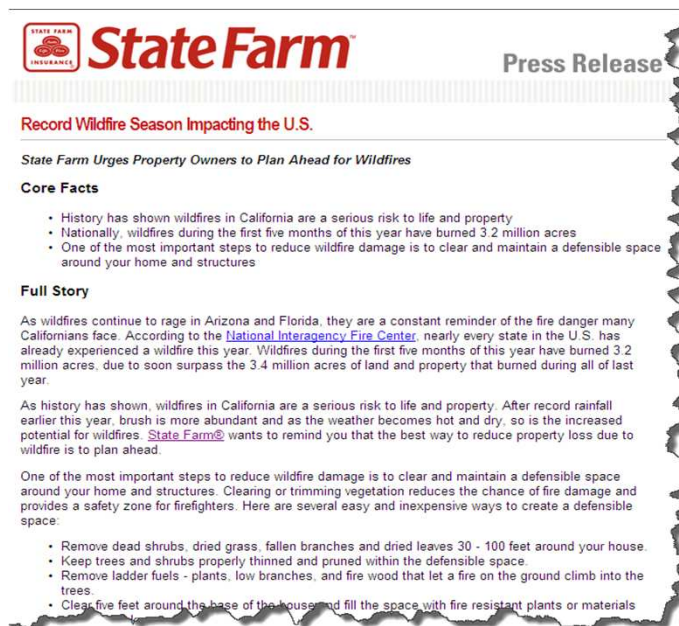 STATE FARM
INSURANCE
State Farm™
Press Release
Record Wildfire Season Impacting the U.S.
State Farm Urges Property Owners to Plan Ahead for Wildfires
Core Facts
• History has shown wildfires in California are a serious risk to life and property
• Nationally, wildfires during the first five months of this year have burned 3.2 million acres
• One of the most important steps to reduce wildfire damage is to clear and maintain a defensible space
around your home and structures
Full Story
As wildfires continue to rage in Arizona and Florida, they are a constant reminder of the fire danger many
Californians face. According to the National Interagency Fire Center, nearly every state in the U.S. has
already experienced a wildfire this year. Wildfires during the first five months of this year have burned 3.2
million acres, due to soon surpass the 3.4 million acres of land and property that burned during all of last
year.
As history has shown, wildfires in California are a serious risk to life and property. After record rainfall
earlier this year, brush is more abundant and as the weather becomes hot and dry, so is the increased
potential for wildfires. State Farm® wants to remind you that the best way to reduce property loss due to
wildfire is to plan ahead.
One of the most important steps to reduce wildfire damage is to clear and maintain a defensible space
around your home and structures. Clearing or trimming vegetation reduces the chance of fire damage and
provides a safety zone for firefighters. Here are several easy and inexpensive ways to create a defensible
space:
• Remove dead shrubs, dried grass, fallen branches and dried leaves 30 - 100 feet around your house.
• Keep trees and shrubs properly thinned and pruned within the defensible space.
• Remove ladder fuels - plants, low branches, and fire wood that let a fire on the ground climb into the
trees.
• Clear five feet around the base of the house and fill the space with fire resistant plants or materials